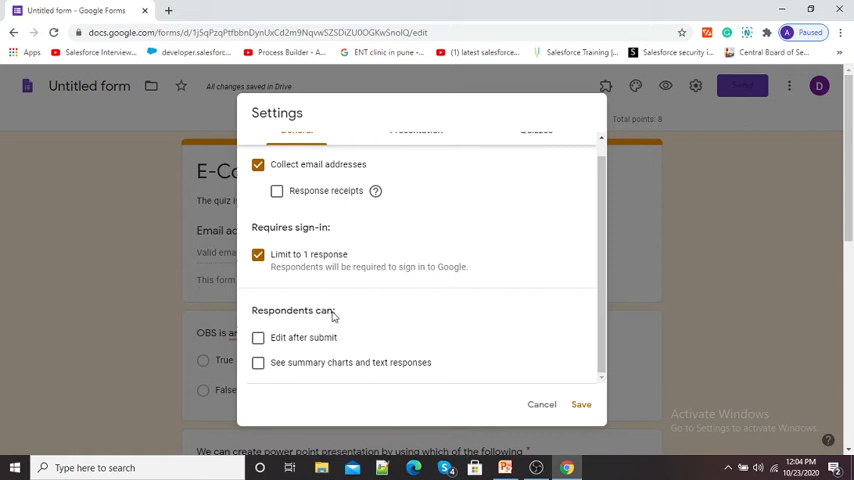 Untitled form - Google Forms
docs.google.com/forms/d/1j5qPzqPtfbbnDynUxCd2m9NqvwSZSDiZU0OGKwSnoIQ/edit
A Paused
Apps
Salesforce Interview...
developer.salesforc...
Process Builder - A...
ENT clinic in pune -...
(1) latest salesforce...
Salesforce Training |...
Salesforce security i...
Central Board of Se...
Untitled form
All changes saved in Drive
D
Total points: 8
Settings
General
Presentation
Quizzes
Collect email addresses
Response receipts
Requires sign-in:
Limit to 1 response
Respondents will be required to sign in to Google.
Respondents can:
Edit after submit
See summary charts and text responses
Cancel
Save
The quiz i
Email ad
Valid ema
This form
OBS is an
True
False
We can create power point presentation by using which of the following *
Activate Windows
Go to Settings to activate Windows.
Type here to search
12:04 PM
10/23/2020